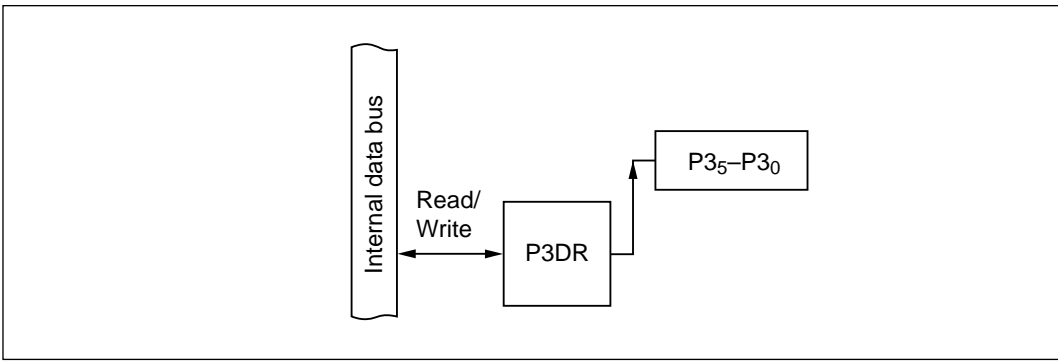 Internal data bus
Read/
Write
P3DR
P3₅–P3₀